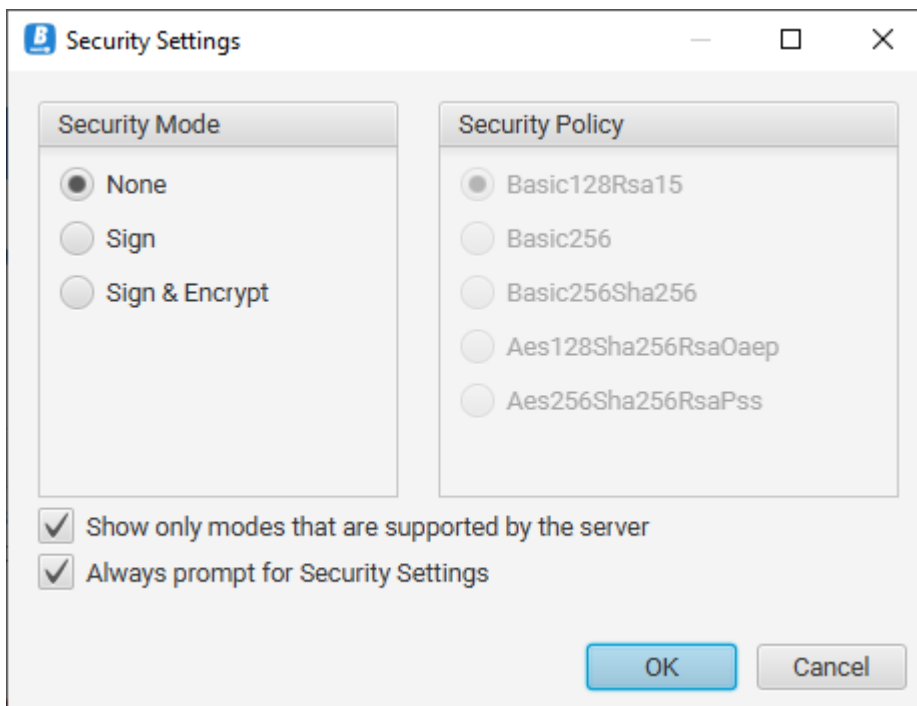 Security Settings
Security Mode
None
Sign
Sign & Encrypt
Security Policy
Basic128Rsa15
Basic256
Basic256Sha256
Aes128Sha256RsaOaep
Aes256Sha256RsaPss
Show only modes that are supported by the server
Always prompt for Security Settings
OK
Cancel